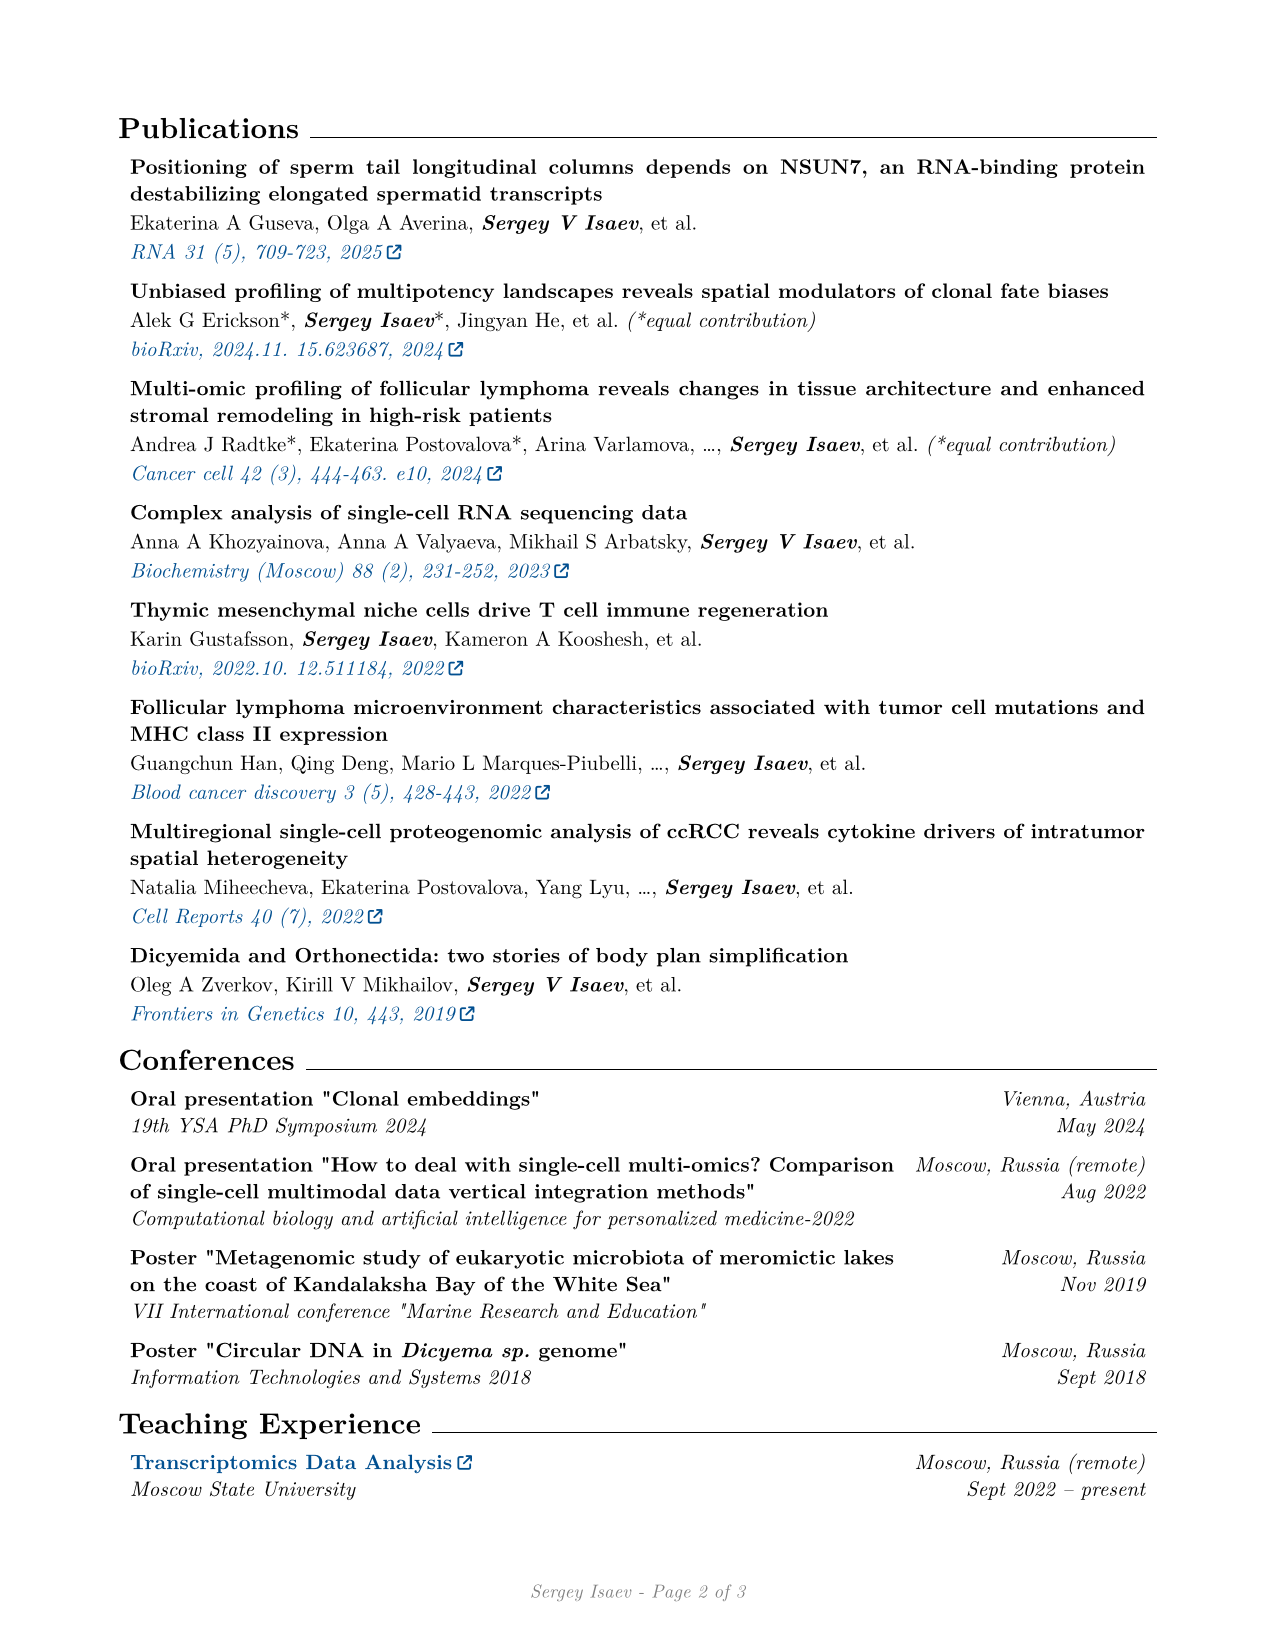 Publications
Positioning of sperm tail longitudinal columns depends on NSUN7, an RNA-binding protein
destabilizing elongated spermatid transcripts
Ekaterina A Guseva, Olga A Averina, Sergey V Isaev, et al.
RNA 31 (5), 709-723, 2025
Unbiased profiling of multipotency landscapes reveals spatial modulators of clonal fate biases
Alek G Erickson*, Sergey Isaev*, Jingyan He, et al. (*equal contribution)
bioRxiv, 2024.11. 15.623687, 2024
Multi-omic profiling of follicular lymphoma reveals changes in tissue architecture and enhanced
stromal remodeling in high-risk patients
Andrea J Radtke*, Ekaterina Postovalova*, Arina Varlamova, ..., Sergey Isaev, et al. (*equal contribution)
Cancer cell 42 (3), 444-463. e10, 2024
Complex analysis of single-cell RNA sequencing data
Anna A Khozyainova, Anna A Valyaeva, Mikhail S Arbatsky, Sergey V Isaev, et al.
Biochemistry (Moscow) 88 (2), 231-252, 2023
Thymic mesenchymal niche cells drive T cell immune regeneration
Karin Gustafsson, Sergey Isaev, Kameron A Kooshesh, et al.
bioRxiv, 2022.10. 12.511184, 2022
Follicular lymphoma microenvironment characteristics associated with tumor cell mutations and
MHC class II expression
Guangchun Han, Qing Deng, Mario L Marques-Piubelli, ..., Sergey Isaev, et al.
Blood cancer discovery 3 (5), 428-443, 2022
Multiregional single-cell proteogenomic analysis of ccRCC reveals cytokine drivers of intratumor
spatial heterogeneity
Natalia Miheecheva, Ekaterina Postovalova, Yang Lyu, ..., Sergey Isaev, et al.
Cell Reports 40 (7), 2022
Dicyemida and Orthonectida: two stories of body plan simplification
Oleg A Zverkov, Kirill V Mikhailov, Sergey V Isaev, et al.
Frontiers in Genetics 10, 443, 2019
Conferences
Oral presentation "Clonal embeddings" Vienna, Austria
19th YSA PhD Symposium 2024 May 2024
Oral presentation "How to deal with single-cell multi-omics? Comparison Moscow, Russia (remote)
of single-cell multimodal data vertical integration methods" Aug 2022
Computational biology and artificial intelligence for personalized medicine-2022
Poster "Metagenomic study of eukaryotic microbiota of meromictic lakes Moscow, Russia
on the coast of Kandalaksha Bay of the White Sea" Nov 2019
VII International conference "Marine Research and Education"
Poster "Circular DNA in Dicyema sp. genome" Moscow, Russia
Information Technologies and Systems 2018 Sept 2018
Teaching Experience
Transcriptomics Data Analysis Moscow, Russia (remote)
Moscow State University Sept 2022 – present
Sergey Isaev - Page 2 of 3